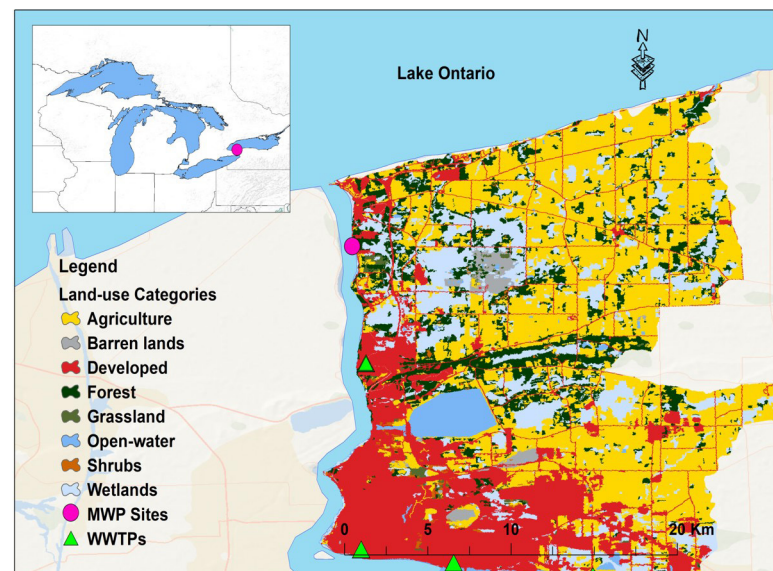 N
Lake Ontario
Legend
Land-use Categories
Agriculture
Barren lands
Developed
Forest
Grassland
Open-water
Shrubs
Wetlands
MWP Sites
WWTPs
0 5 10 20 Km